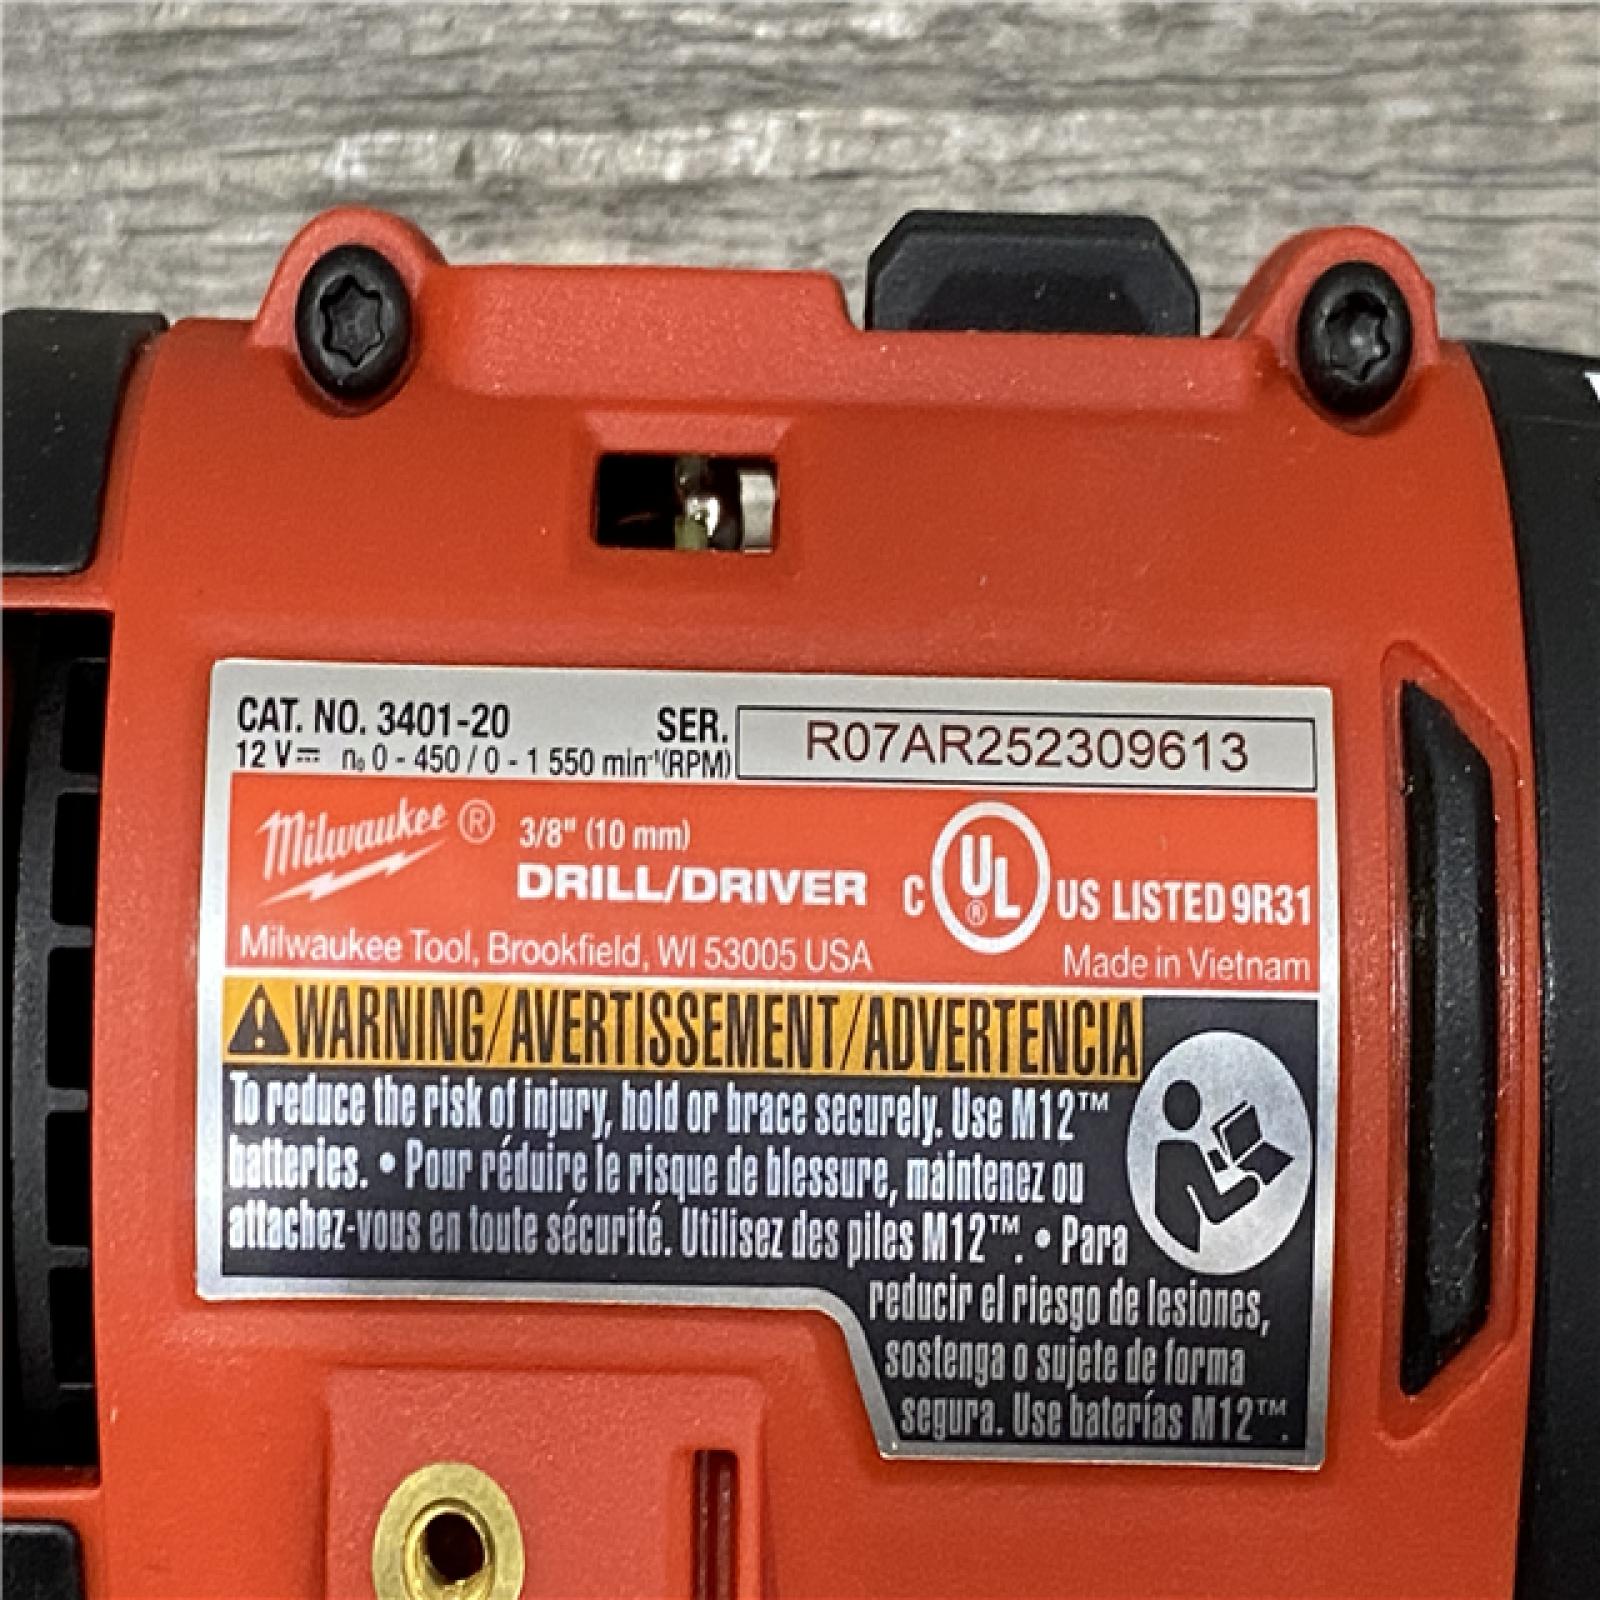 CAT. NO. 3401-20 SER. R07AR252309613
12 V⎓ n₀ 0 - 450 / 0 - 1 550 min⁻¹(RPM)
Milwaukee® 3/8" (10 mm)
DRILL/DRIVER C UL® US LISTED 9R31
Milwaukee Tool, Brookfield, WI 53005 USA Made in Vietnam
WARNING/AVERTISSEMENT/ADVERTENCIA
To reduce the risk of injury, hold or brace securely. Use M12™
batteries. • Pour réduire le risque de blessure, maintenez ou
attachez-vous en toute sécurité. Utilisez des piles M12™. • Para
reducir el riesgo de lesiones,
sostenga o sujete de forma
segura. Use baterías M12™.